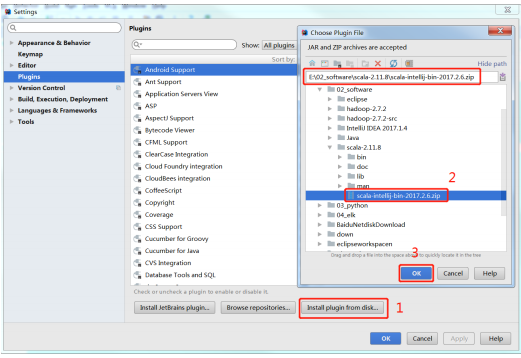 Settings
Appearance & Behavior
Keymap
Editor
Plugins
Version Control
Build, Execution, Deployment
Languages & Frameworks
Tools
Plugins
Show: All plugins
Sort by:
Android Support
Ant Support
Application Servers View
ASP
AspectJ Support
Bytecode Viewer
CFML Support
ClearCase Integration
Cloud Foundry integration
CloudBees integration
CoffeeScript
Copyright
Coverage
CSS Support
Cucumber for Groovy
Cucumber for Java
CVS Integration
Database Tools and SQL
Check or uncheck a plugin to enable or disable it.
Install JetBrains plugin...
Browse repositories...
Install plugin from disk...
1
OK
Cancel
Apply
Help
Choose Plugin File
JAR and ZIP archives are accepted
Hide path
E:\02_software\scala-2.11.8\scala-intellij-bin-2017.2.6.zip
02_software
eclipse
hadoop-2.7.2
hadoop-2.7.2-src
IntelliJ IDEA 2017.1.4
Java
scala-2.11.8
bin
doc
lib
man
2
scala-intellij-bin-2017.2.6.zip
03_python
04_elk
BaiduNetdiskDownload
down
eclipseworkspacen
3
Drag and drop a file into the space above to quickly locate it in the tree
OK
Cancel
Help